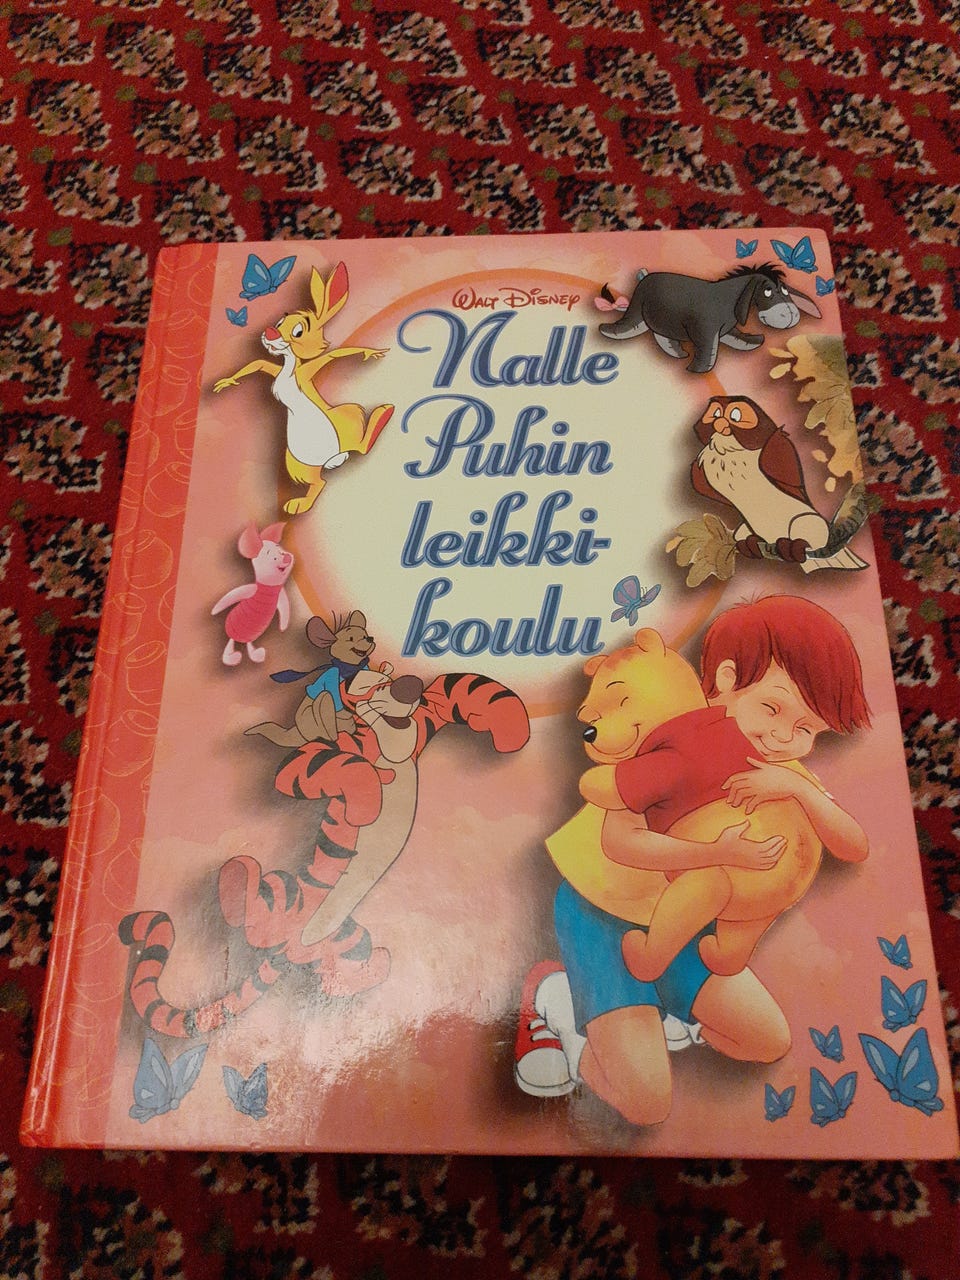 WALT DISNEY
Nalle
Puhin
leikki-
koulu